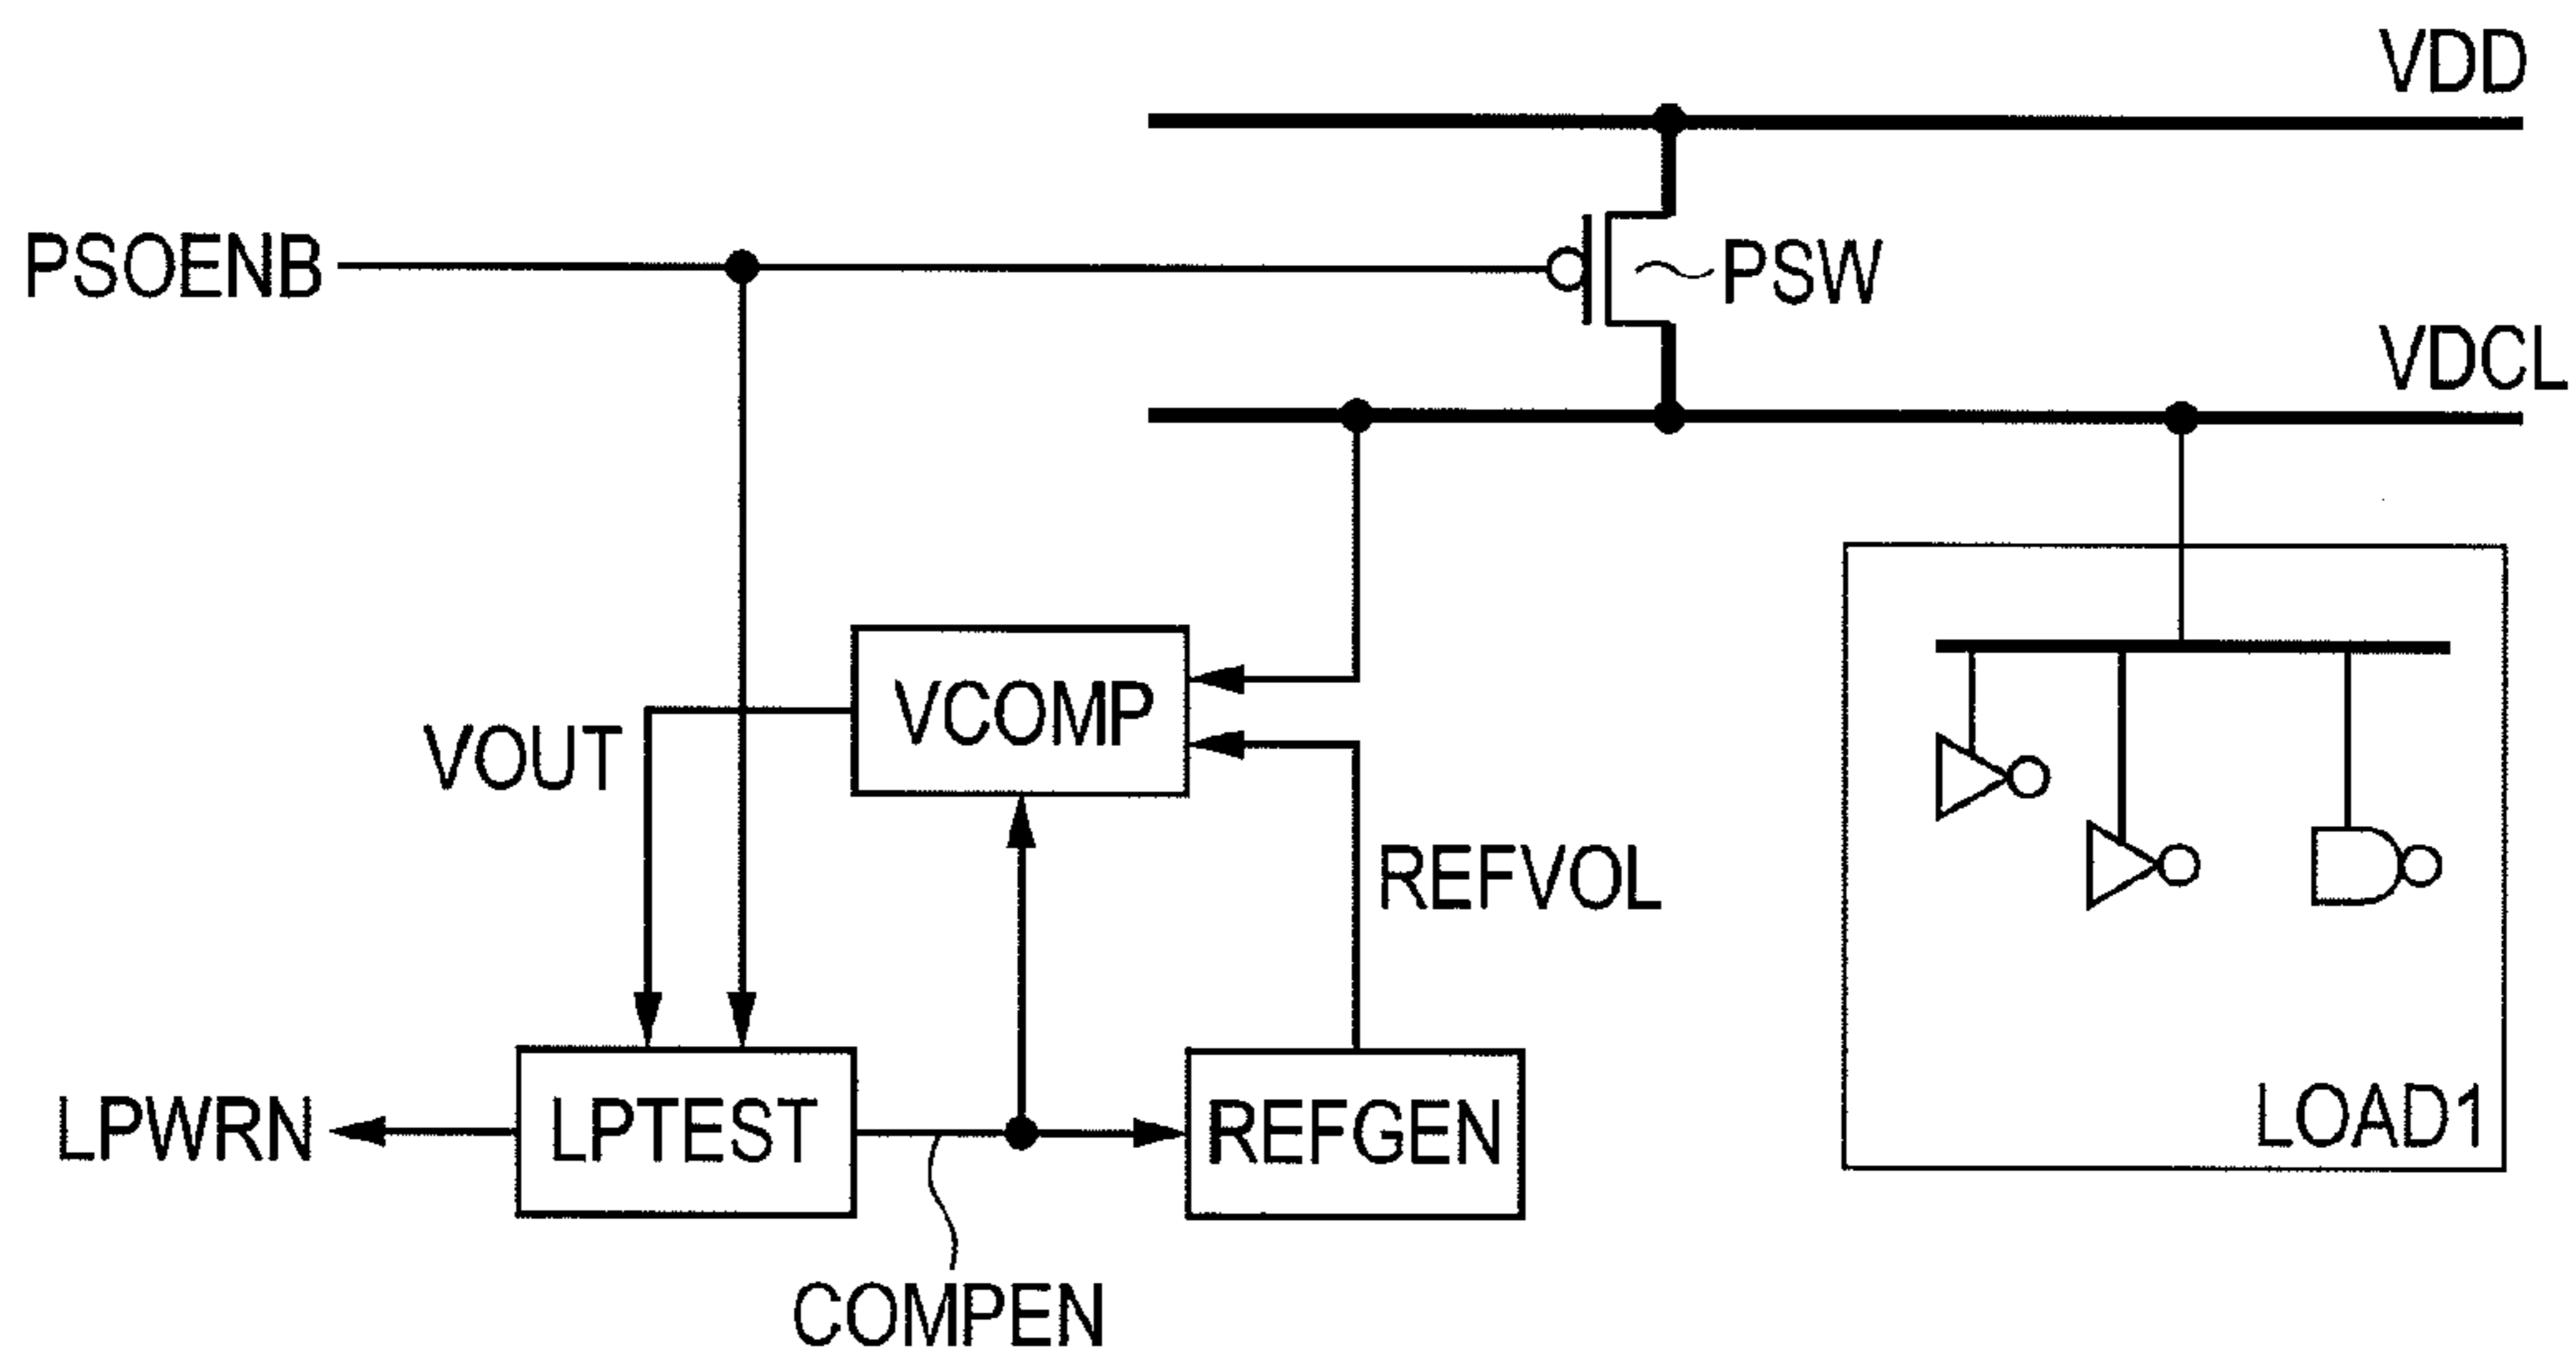 VDD
PSOENB
PSW
VDCL
VCOMP
VOUT
REFVOL
LPWRN
LPTEST
REFGEN
LOAD1
COMPEN